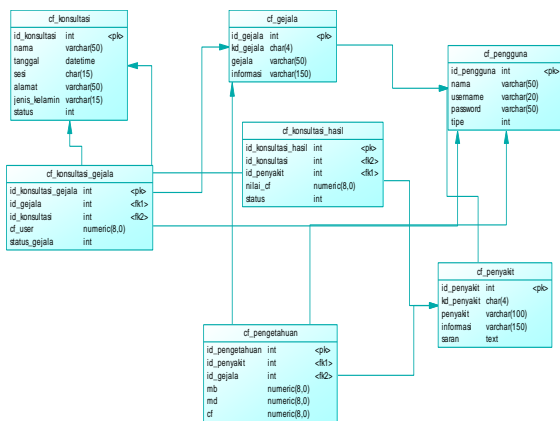 cf_konsultasi
id_konsultasi int <pk>
nama varchar(50)
tanggal datetime
sesi char(15)
alamat varchar(50)
jenis_kelamin varchar(15)
status int
cf_gejala
id_gejala int <pk>
kd_gejala char(4)
gejala varchar(50)
informasi varchar(150)
cf_pengguna
id_pengguna int <pk>
nama varchar(50)
username varchar(20)
password varchar(50)
tipe int
cf_konsultasi_hasil
id_konsultasi_hasil int <pk>
id_konsultasi int <fk2>
id_penyakit int <fk1>
nilai_cf numeric(8,0)
status int
cf_konsultasi_gejala
id_konsultasi_gejala int <pk>
id_gejala int <fk1>
id_konsultasi int <fk2>
cf_user numeric(8,0)
status_gejala int
cf_penyakit
id_penyakit int <pk>
kd_penyakit char(4)
penyakit varchar(100)
informasi varchar(150)
saran text
cf_pengetahuan
id_pengetahuan int <pk>
id_penyakit int <fk1>
id_gejala int <fk2>
mb numeric(8,0)
md numeric(8,0)
cf numeric(8,0)